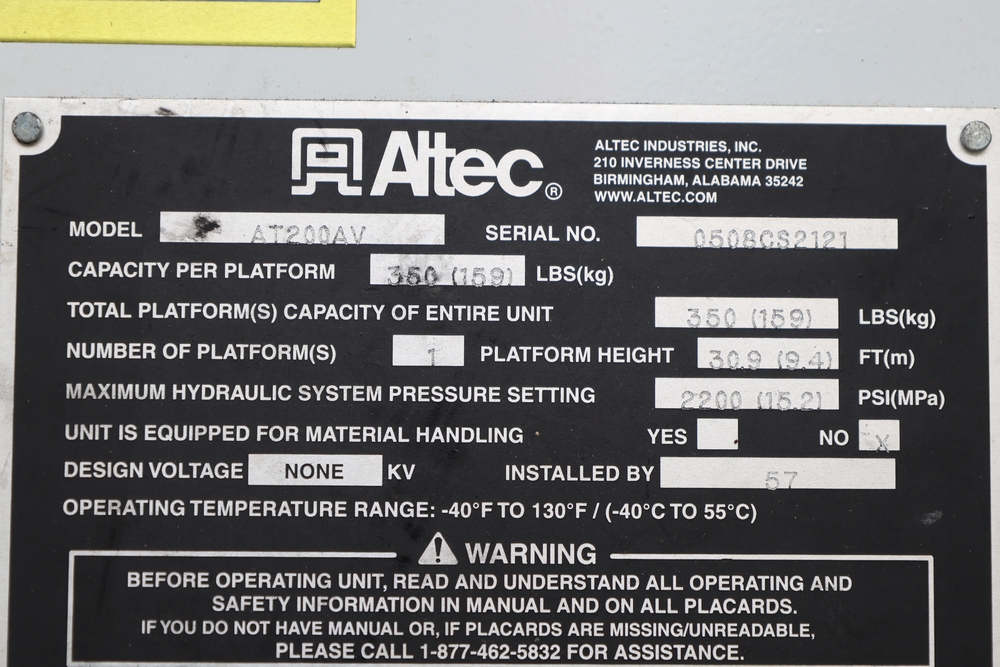 Altec®
ALTEC INDUSTRIES, INC.
210 INVERNESS CENTER DRIVE
BIRMINGHAM, ALABAMA 35242
WWW.ALTEC.COM
MODEL AT200AV SERIAL NO. 0508CS2121
CAPACITY PER PLATFORM 350 (159) LBS(kg)
TOTAL PLATFORM(S) CAPACITY OF ENTIRE UNIT 350 (159) LBS(kg)
NUMBER OF PLATFORM(S) 1 PLATFORM HEIGHT 30.9 (9.4) FT(m)
MAXIMUM HYDRAULIC SYSTEM PRESSURE SETTING 2200 (15.2) PSI(MPa)
UNIT IS EQUIPPED FOR MATERIAL HANDLING YES NO X
DESIGN VOLTAGE NONE KV INSTALLED BY 57
OPERATING TEMPERATURE RANGE: -40°F TO 130°F / (-40°C TO 55°C)
WARNING
BEFORE OPERATING UNIT, READ AND UNDERSTAND ALL OPERATING AND
SAFETY INFORMATION IN MANUAL AND ON ALL PLACARDS.
IF YOU DO NOT HAVE MANUAL OR, IF PLACARDS ARE MISSING/UNREADABLE,
PLEASE CALL 1-877-462-5832 FOR ASSISTANCE.